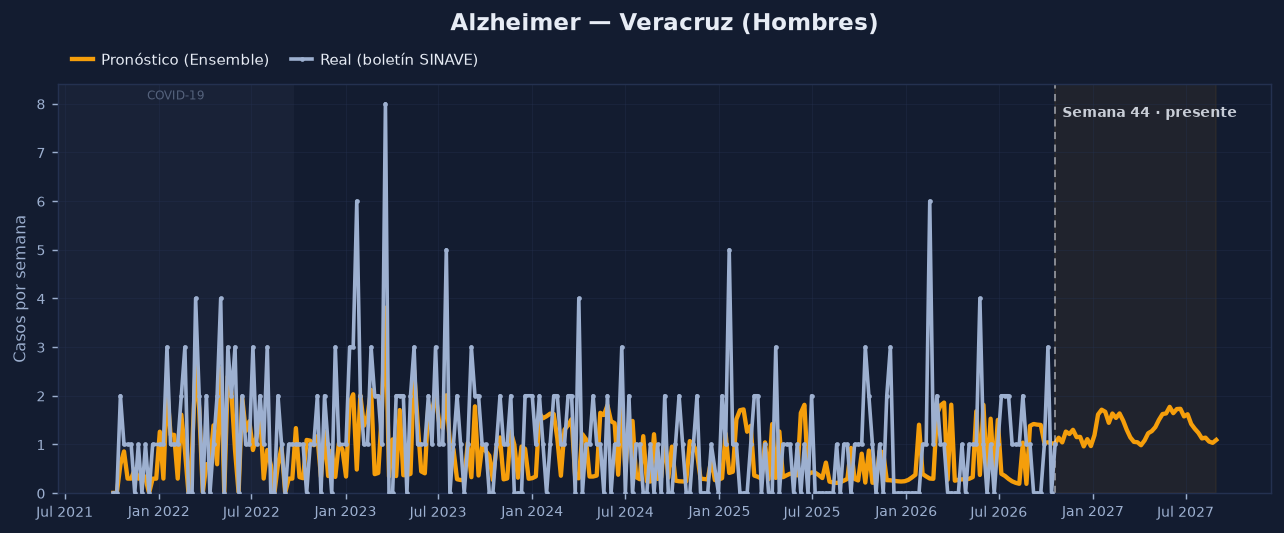 Alzheimer — Veracruz (Hombres)
Pronóstico (Ensemble)
Real (boletín SINAVE)
COVID-19
Semana 44 · presente
Casos por semana
8
7
6
5
4
3
2
1
0
Jul 2021
Jan 2022
Jul 2022
Jan 2023
Jul 2023
Jan 2024
Jul 2024
Jan 2025
Jul 2025
Jan 2026
Jul 2026
Jan 2027
Jul 2027